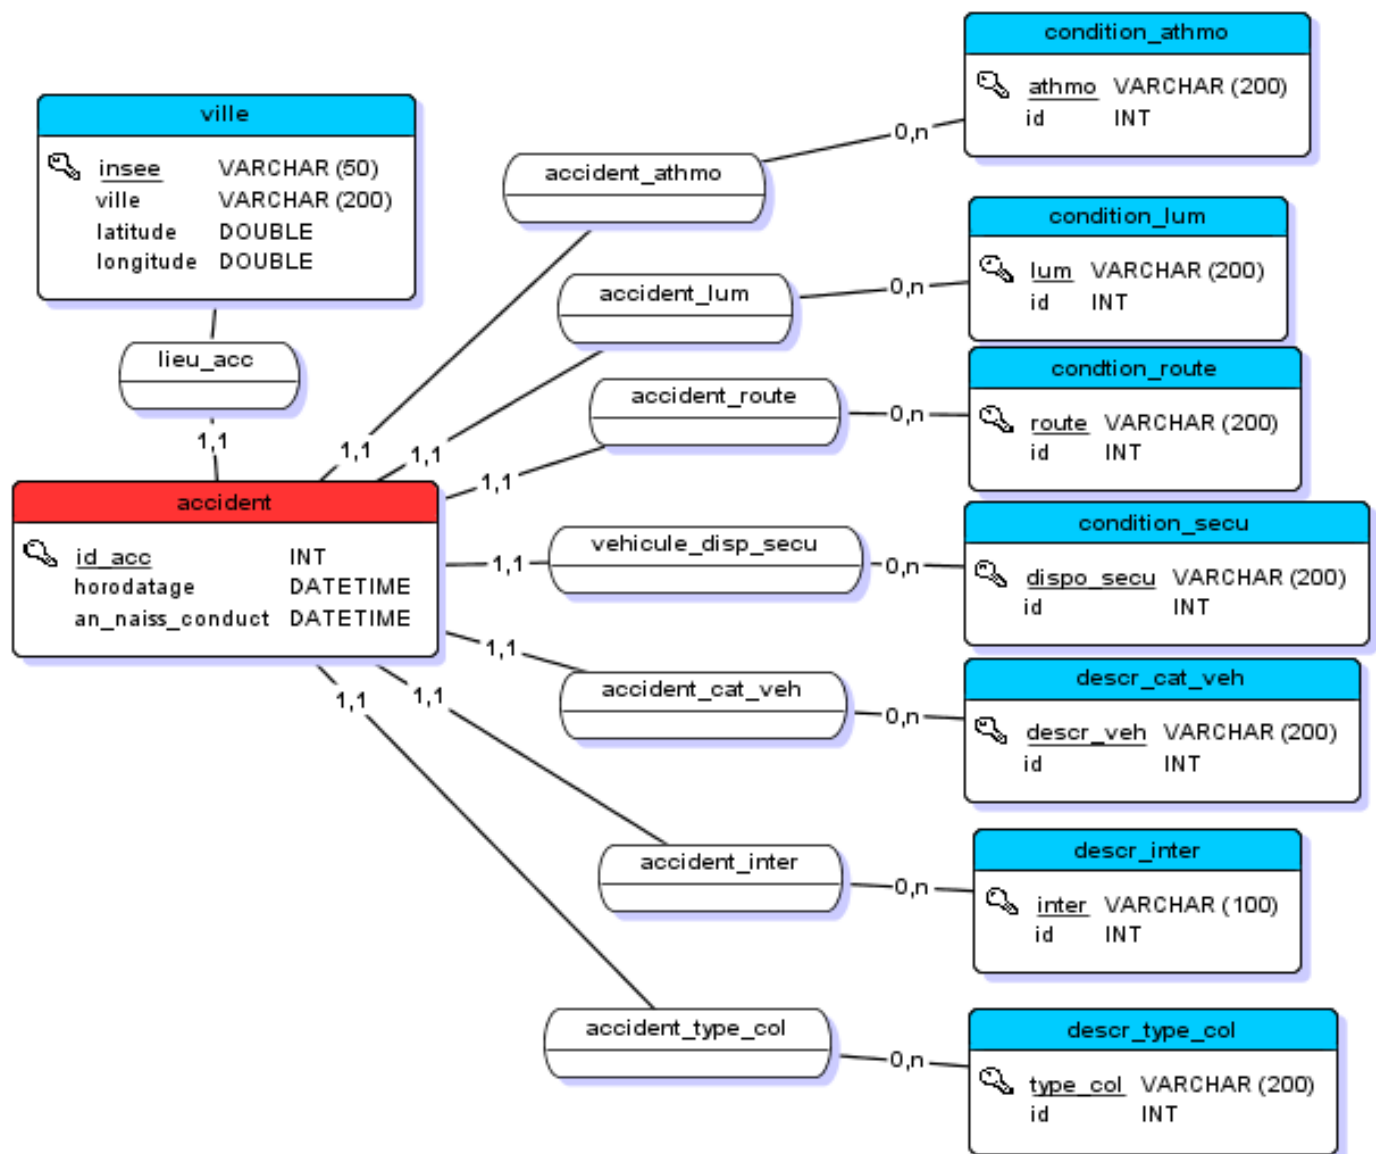 ville
insee VARCHAR (50)
ville VARCHAR (200)
latitude DOUBLE
longitude DOUBLE
lieu_acc
1,1
accident
id_acc INT
horodatage DATETIME
an_naiss_conduct DATETIME
1,1
accident_athmo
0,n
condition_athmo
athmo VARCHAR (200)
id INT
1,1
accident_lum
0,n
condition_lum
lum VARCHAR (200)
id INT
1,1
accident_route
0,n
condtion_route
route VARCHAR (200)
id INT
1,1
vehicule_disp_secu
0,n
condition_secu
dispo_secu VARCHAR (200)
id INT
1,1
accident_cat_veh
0,n
descr_cat_veh
descr_veh VARCHAR (200)
id INT
1,1
accident_inter
0,n
descr_inter
inter VARCHAR (100)
id INT
1,1
accident_type_col
0,n
descr_type_col
type_col VARCHAR (200)
id INT